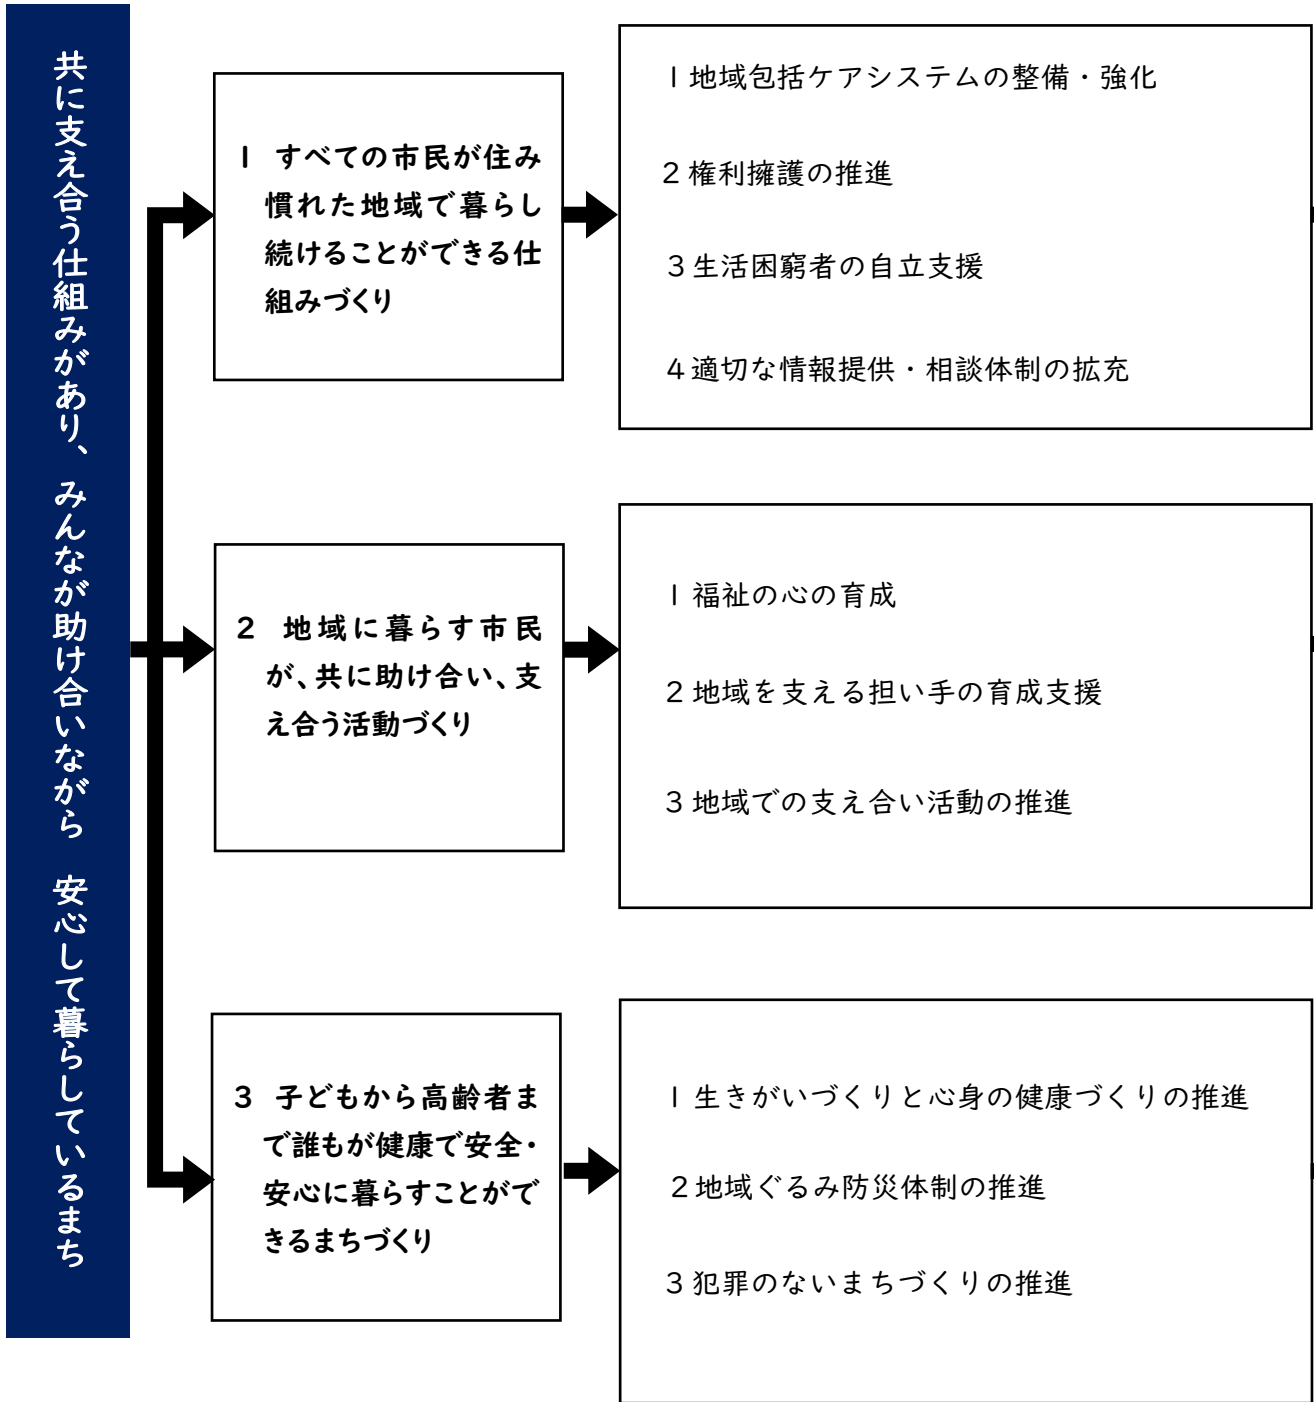 共に支え合う仕組みがあり、みんなが助け合いながら　安心して暮らしているまち
1 すべての市民が住み
慣れた地域で暮らし
続けることができる仕
組みづくり
1 地域包括ケアシステムの整備・強化
2 権利擁護の推進
3 生活困窮者の自立支援
4 適切な情報提供・相談体制の拡充
2 地域に暮らす市民
が、共に助け合い、支
え合う活動づくり
1 福祉の心の育成
2 地域を支える担い手の育成支援
3 地域での支え合い活動の推進
3 子どもから高齢者ま
で誰もが健康で安全・
安心に暮らすことがで
きるまちづくり
1 生きがいづくりと心身の健康づくりの推進
2 地域ぐるみ防災体制の推進
3 犯罪のないまちづくりの推進